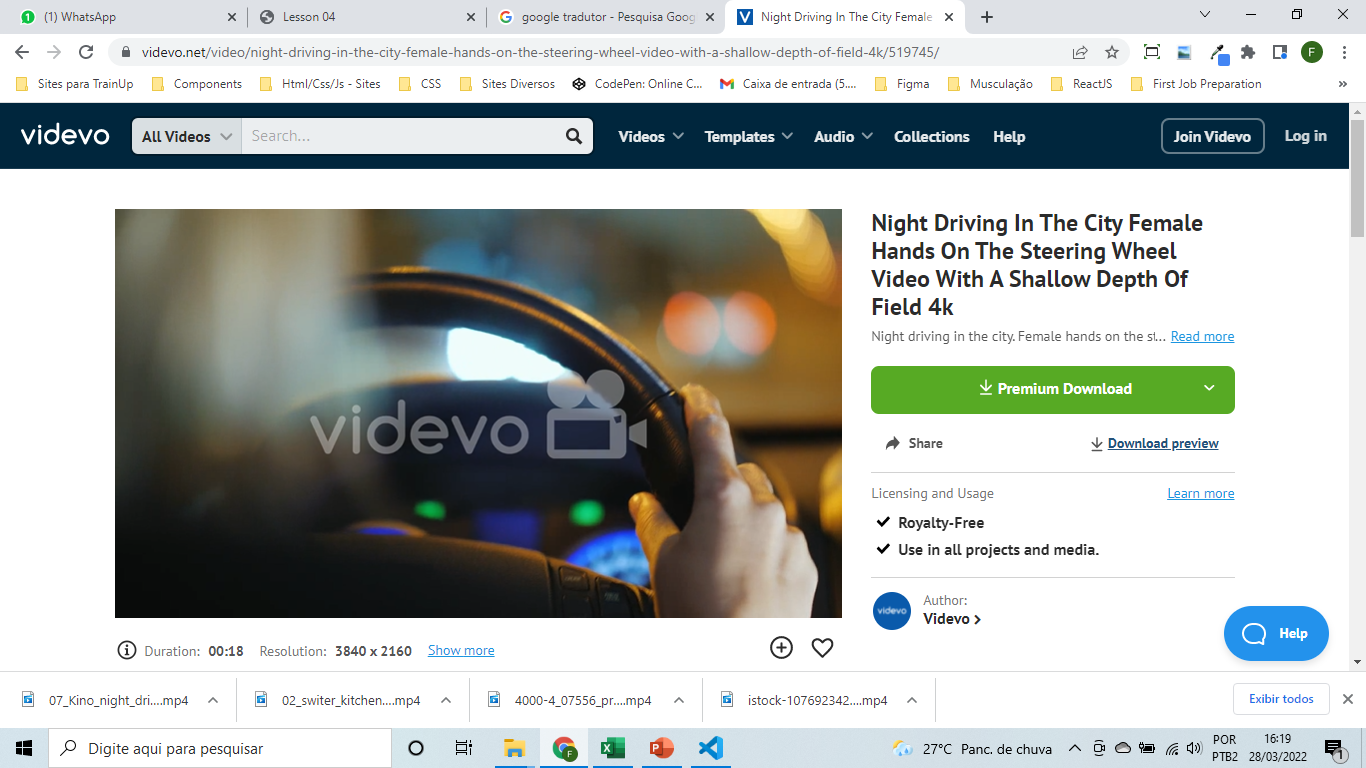 (1) WhatsApp
Lesson 04
google tradutor - Pesquisa Goog
Night Driving In The City Female
videvo.net/video/night-driving-in-the-city-female-hands-on-the-steering-wheel-video-with-a-shallow-depth-of-field-4k/519745/
F
Sites para TrainUp
Components
Html/Css/Js - Sites
CSS
Sites Diversos
CodePen: Online C...
Caixa de entrada (5....
Figma
Musculação
ReactJS
First Job Preparation
»
videvo
All Videos
Search...
Videos
Templates
Audio
Collections
Help
Join Videvo
Log in
videvo
Night Driving In The City Female
Hands On The Steering Wheel
Video With A Shallow Depth Of
Field 4k
Night driving in the city. Female hands on the st... Read more
Premium Download
Share
Download preview
Licensing and Usage
Learn more
Royalty-Free
Use in all projects and media.
videvo
Author:
Videvo
Help
Duration: 00:18 Resolution: 3840 x 2160 Show more
07_Kino_night_dri....mp4
02_switer_kitchen....mp4
4000-4_07556_pr....mp4
istock-107692342....mp4
Exibir todos
Digite aqui para pesquisar
27°C Panc. de chuva
POR
PTB2
16:19
28/03/2022
1